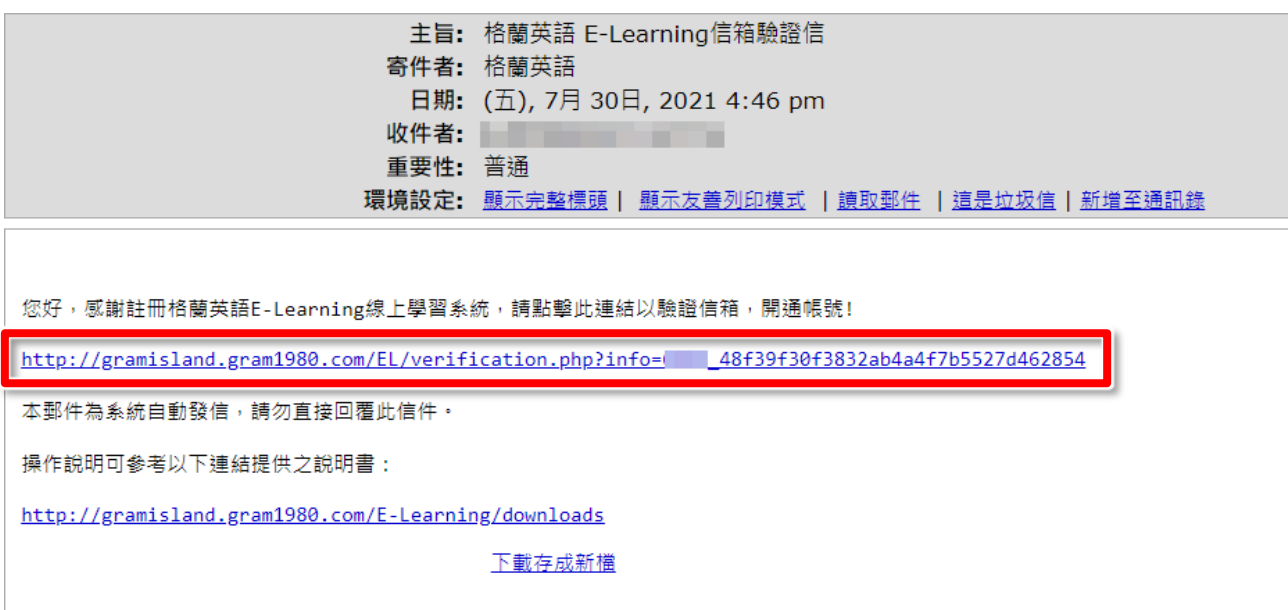 主旨: 格蘭英語 E-Learning信箱驗證信
寄件者: 格蘭英語
日期: (五), 7月 30日, 2021 4:46 pm
收件者:
重要性: 普通
環境設定: 顯示完整標頭 | 顯示友善列印模式 | 讀取郵件 | 這是垃圾信 | 新增至通訊錄
您好，感謝註冊格蘭英語E-Learning線上學習系統，請點擊此連結以驗證信箱，開通帳號!
http://gramisland.gram1980.com/EL/verification.php?info= _48f39f30f3832ab4a4f7b5527d462854
本郵件為系統自動發信，請勿直接回覆此信件。
操作說明可參考以下連結提供之說明書：
http://gramisland.gram1980.com/E-Learning/downloads
下載存成新檔